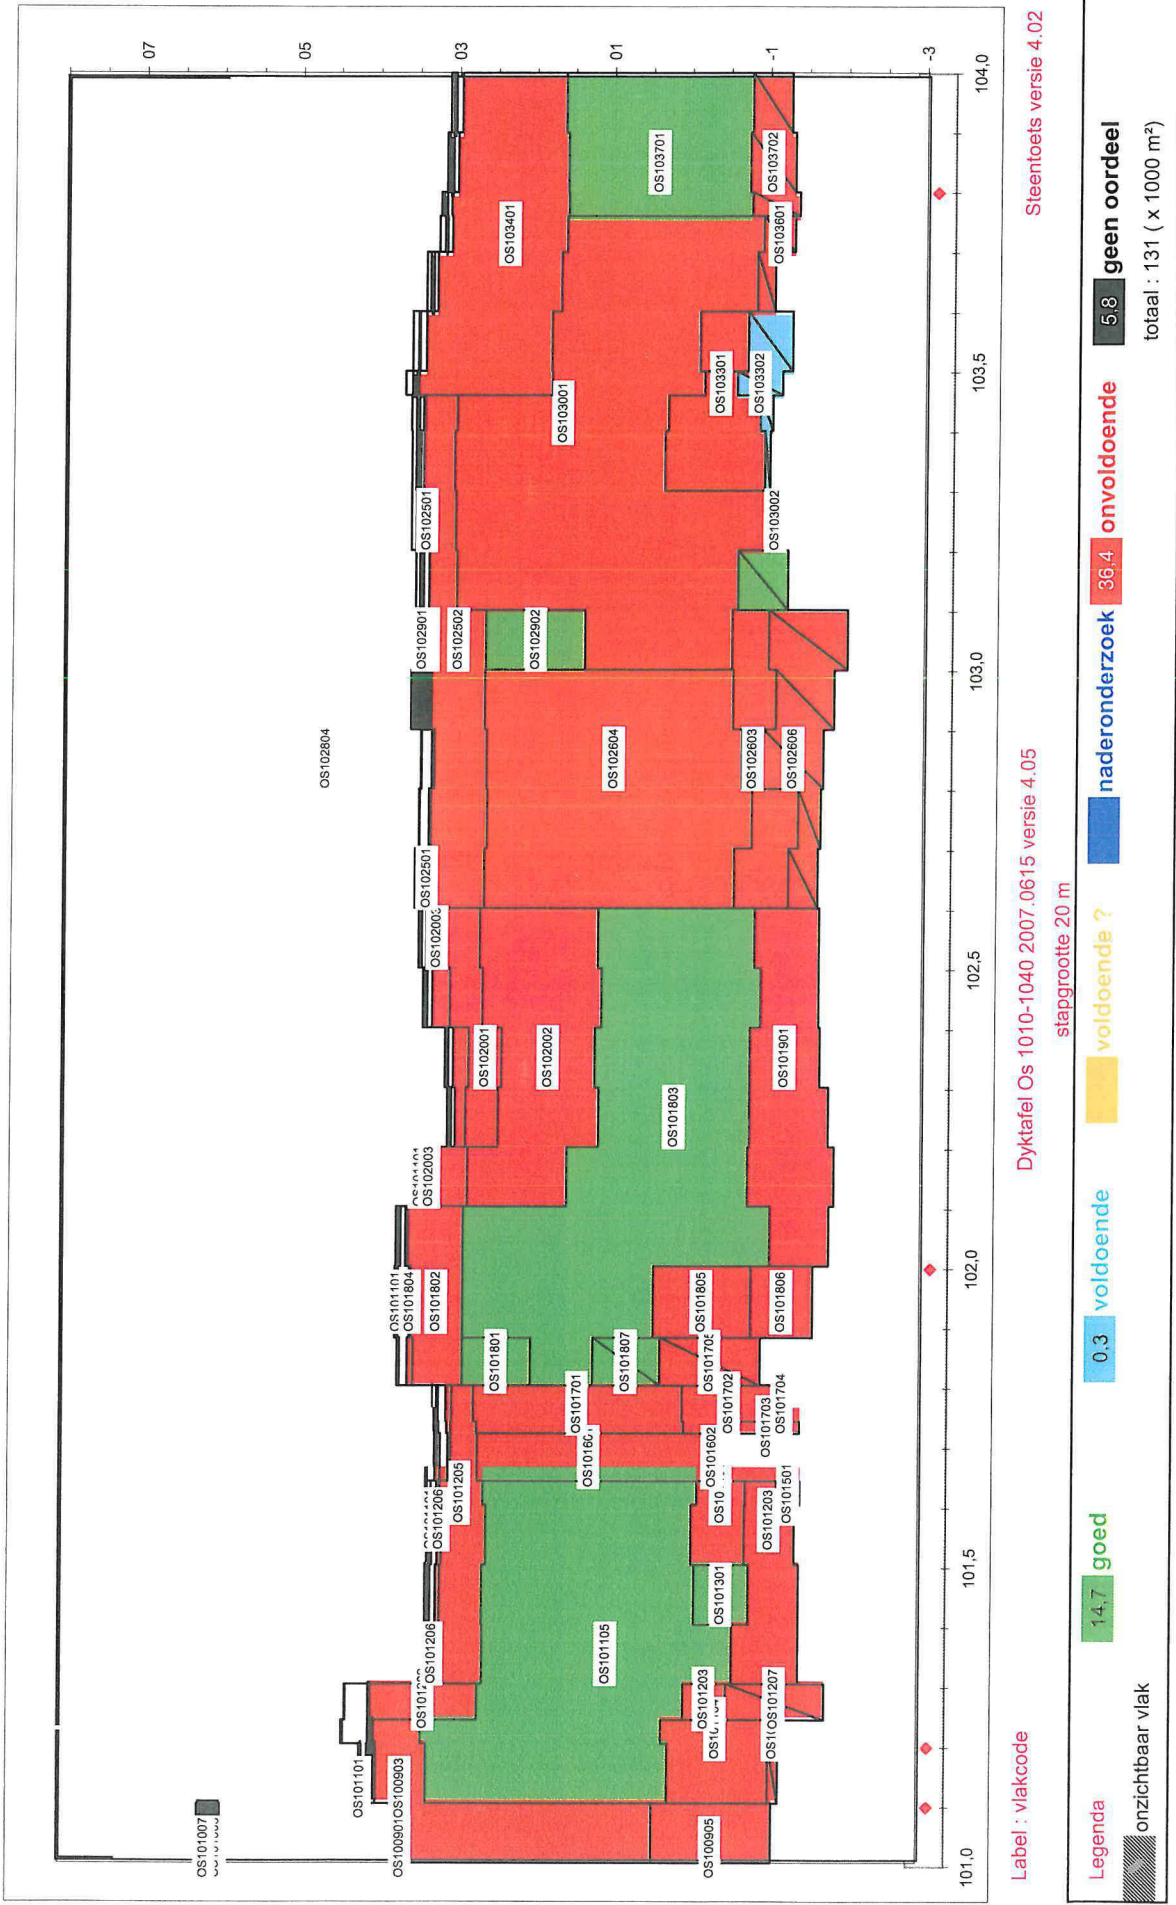 07
05
03
01
-1
-3
101.0
101,5
102,0
102,5
103,0
103,5
104,0
OS101007
OS100901
OS100903
OS100905
OS101101
OS101206
OS101105
OS101203
OS101207
OS101301
OS101206
OS101205
OS101203
OS101501
OS101602
OS101701
OS101702
OS101703
OS101704
OS101801
OS101807
OS101101
OS101804
OS101802
OS101805
OS101806
OS102003
OS101803
OS102001
OS102002
OS101901
OS102501
OS102804
OS102604
OS102603
OS102606
OS102901
OS102502
OS102902
OS102501
OS103001
OS103002
OS103301
OS103302
OS103401
OS103601
OS103701
OS103702
Label : vlakcode
Dyktafel Os 1010-1040 2007.0615 versie 4.05
Steentoets versie 4.02
stapgrootte 20 m
Legenda
14,7 goed
0,3 voldoende
voldoende ?
naderonderzoek
36,4 onvoldoende
5,8 geen oordeel
onzichtbaar vlak
totaal : 131 ( x 1000 m²)